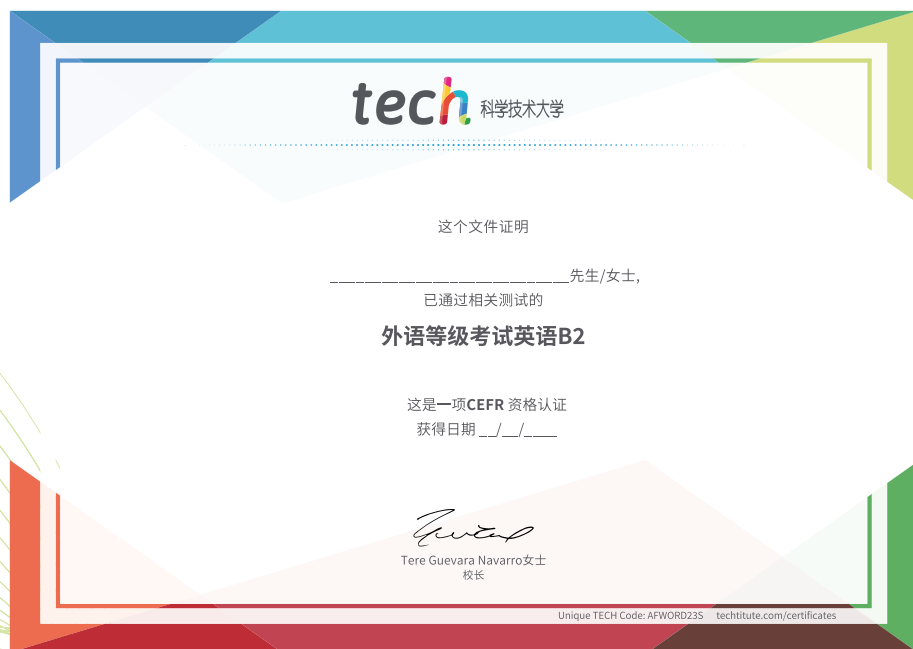 tech 科学技术大学
这个文件证明
____________________________先生/女士,
已通过相关测试的
外语等级考试英语B2
这是一项CEFR 资格认证
获得日期 __/__/____
Tere Guevara Navarro女士
校长
Unique TECH Code: AFWORD23S techtitute.com/certificates